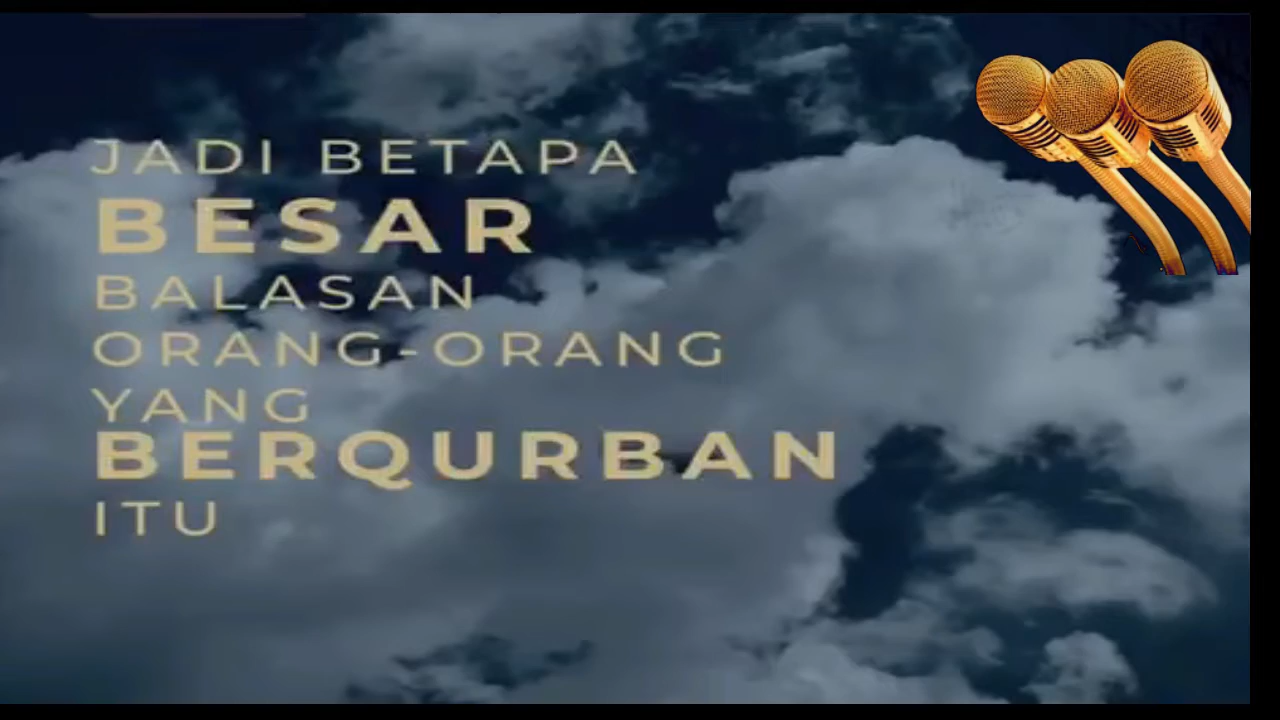 JADI BETAPA
BESAR
BALASAN
ORANG-ORANG
YANG
BERQURBAN
ITU